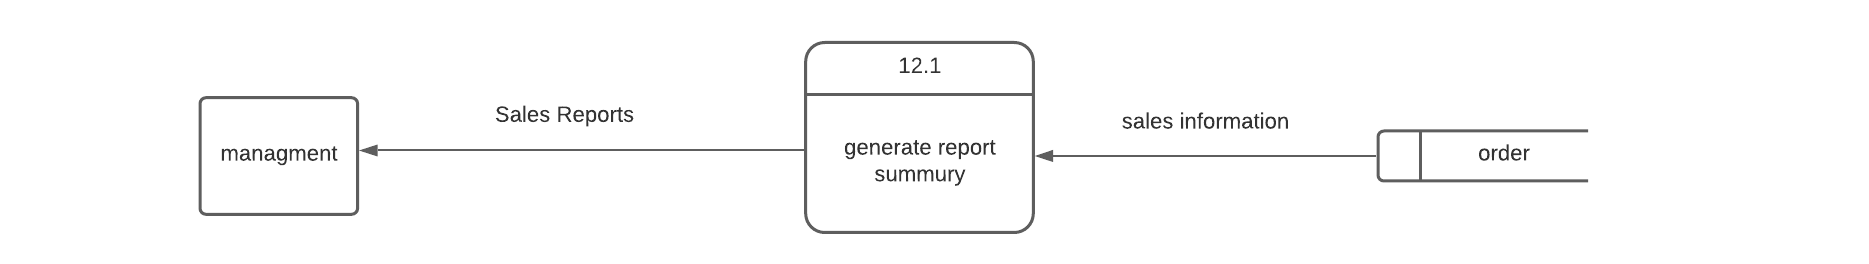 12.1
Sales Reports
sales information
managment
generate report
summury
order